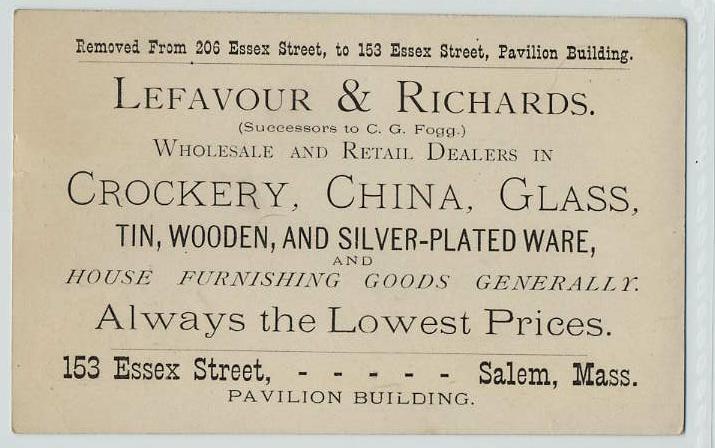 Removed From 206 Essex Street, to 153 Essex Street, Pavilion Building.
LEFAVOUR & RICHARDS.
(Successors to C. G. Fogg.)
WHOLESALE AND RETAIL DEALERS IN
CROCKERY, CHINA, GLASS,
TIN, WOODEN, AND SILVER-PLATED WARE,
AND
HOUSE FURNISHING GOODS GENERALLY.
Always the Lowest Prices.
153 Essex Street, - - - - - Salem, Mass.
PAVILION BUILDING.